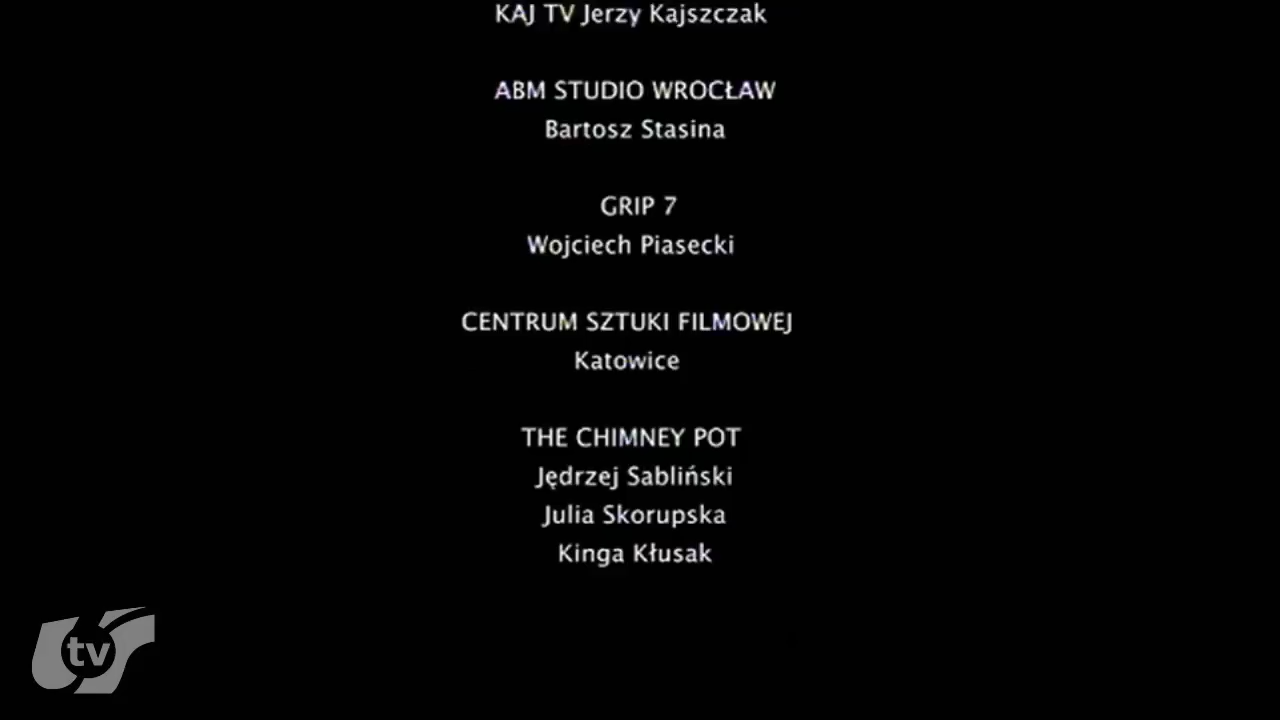 KAJ TV Jerzy Kajszczak
ABM STUDIO WROCŁAW
Bartosz Stasina
GRIP 7
Wojciech Piasecki
CENTRUM SZTUKI FILMOWEJ
Katowice
THE CHIMNEY POT
Jędrzej Sabliński
Julia Skorupska
Kinga Kłusak
tv